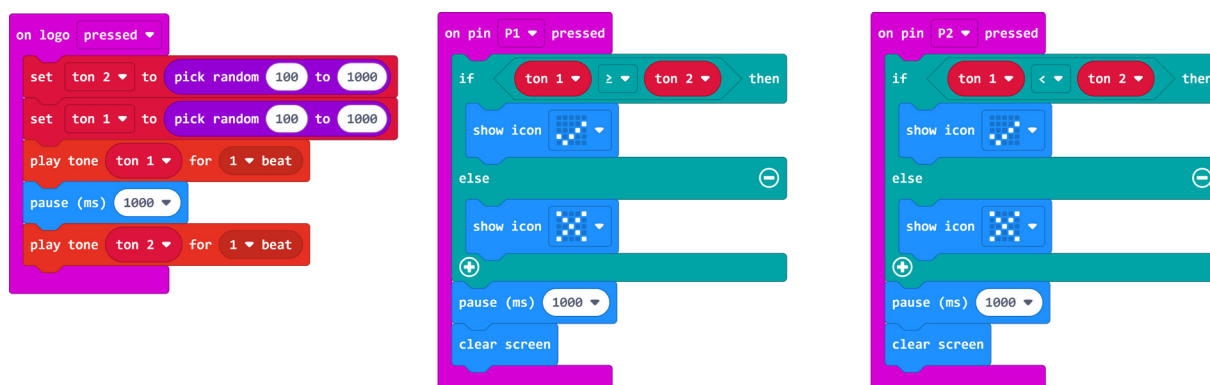 on logo pressed
set ton 2 to pick random 100 to 1000
set ton 1 to pick random 100 to 1000
play tone ton 1 for 1 beat
pause (ms) 1000
play tone ton 2 for 1 beat
on pin P1 pressed
if ton 1 ≥ ton 2 then
show icon
else
show icon
pause (ms) 1000
clear screen
on pin P2 pressed
if ton 1 < ton 2 then
show icon
else
show icon
pause (ms) 1000
clear screen